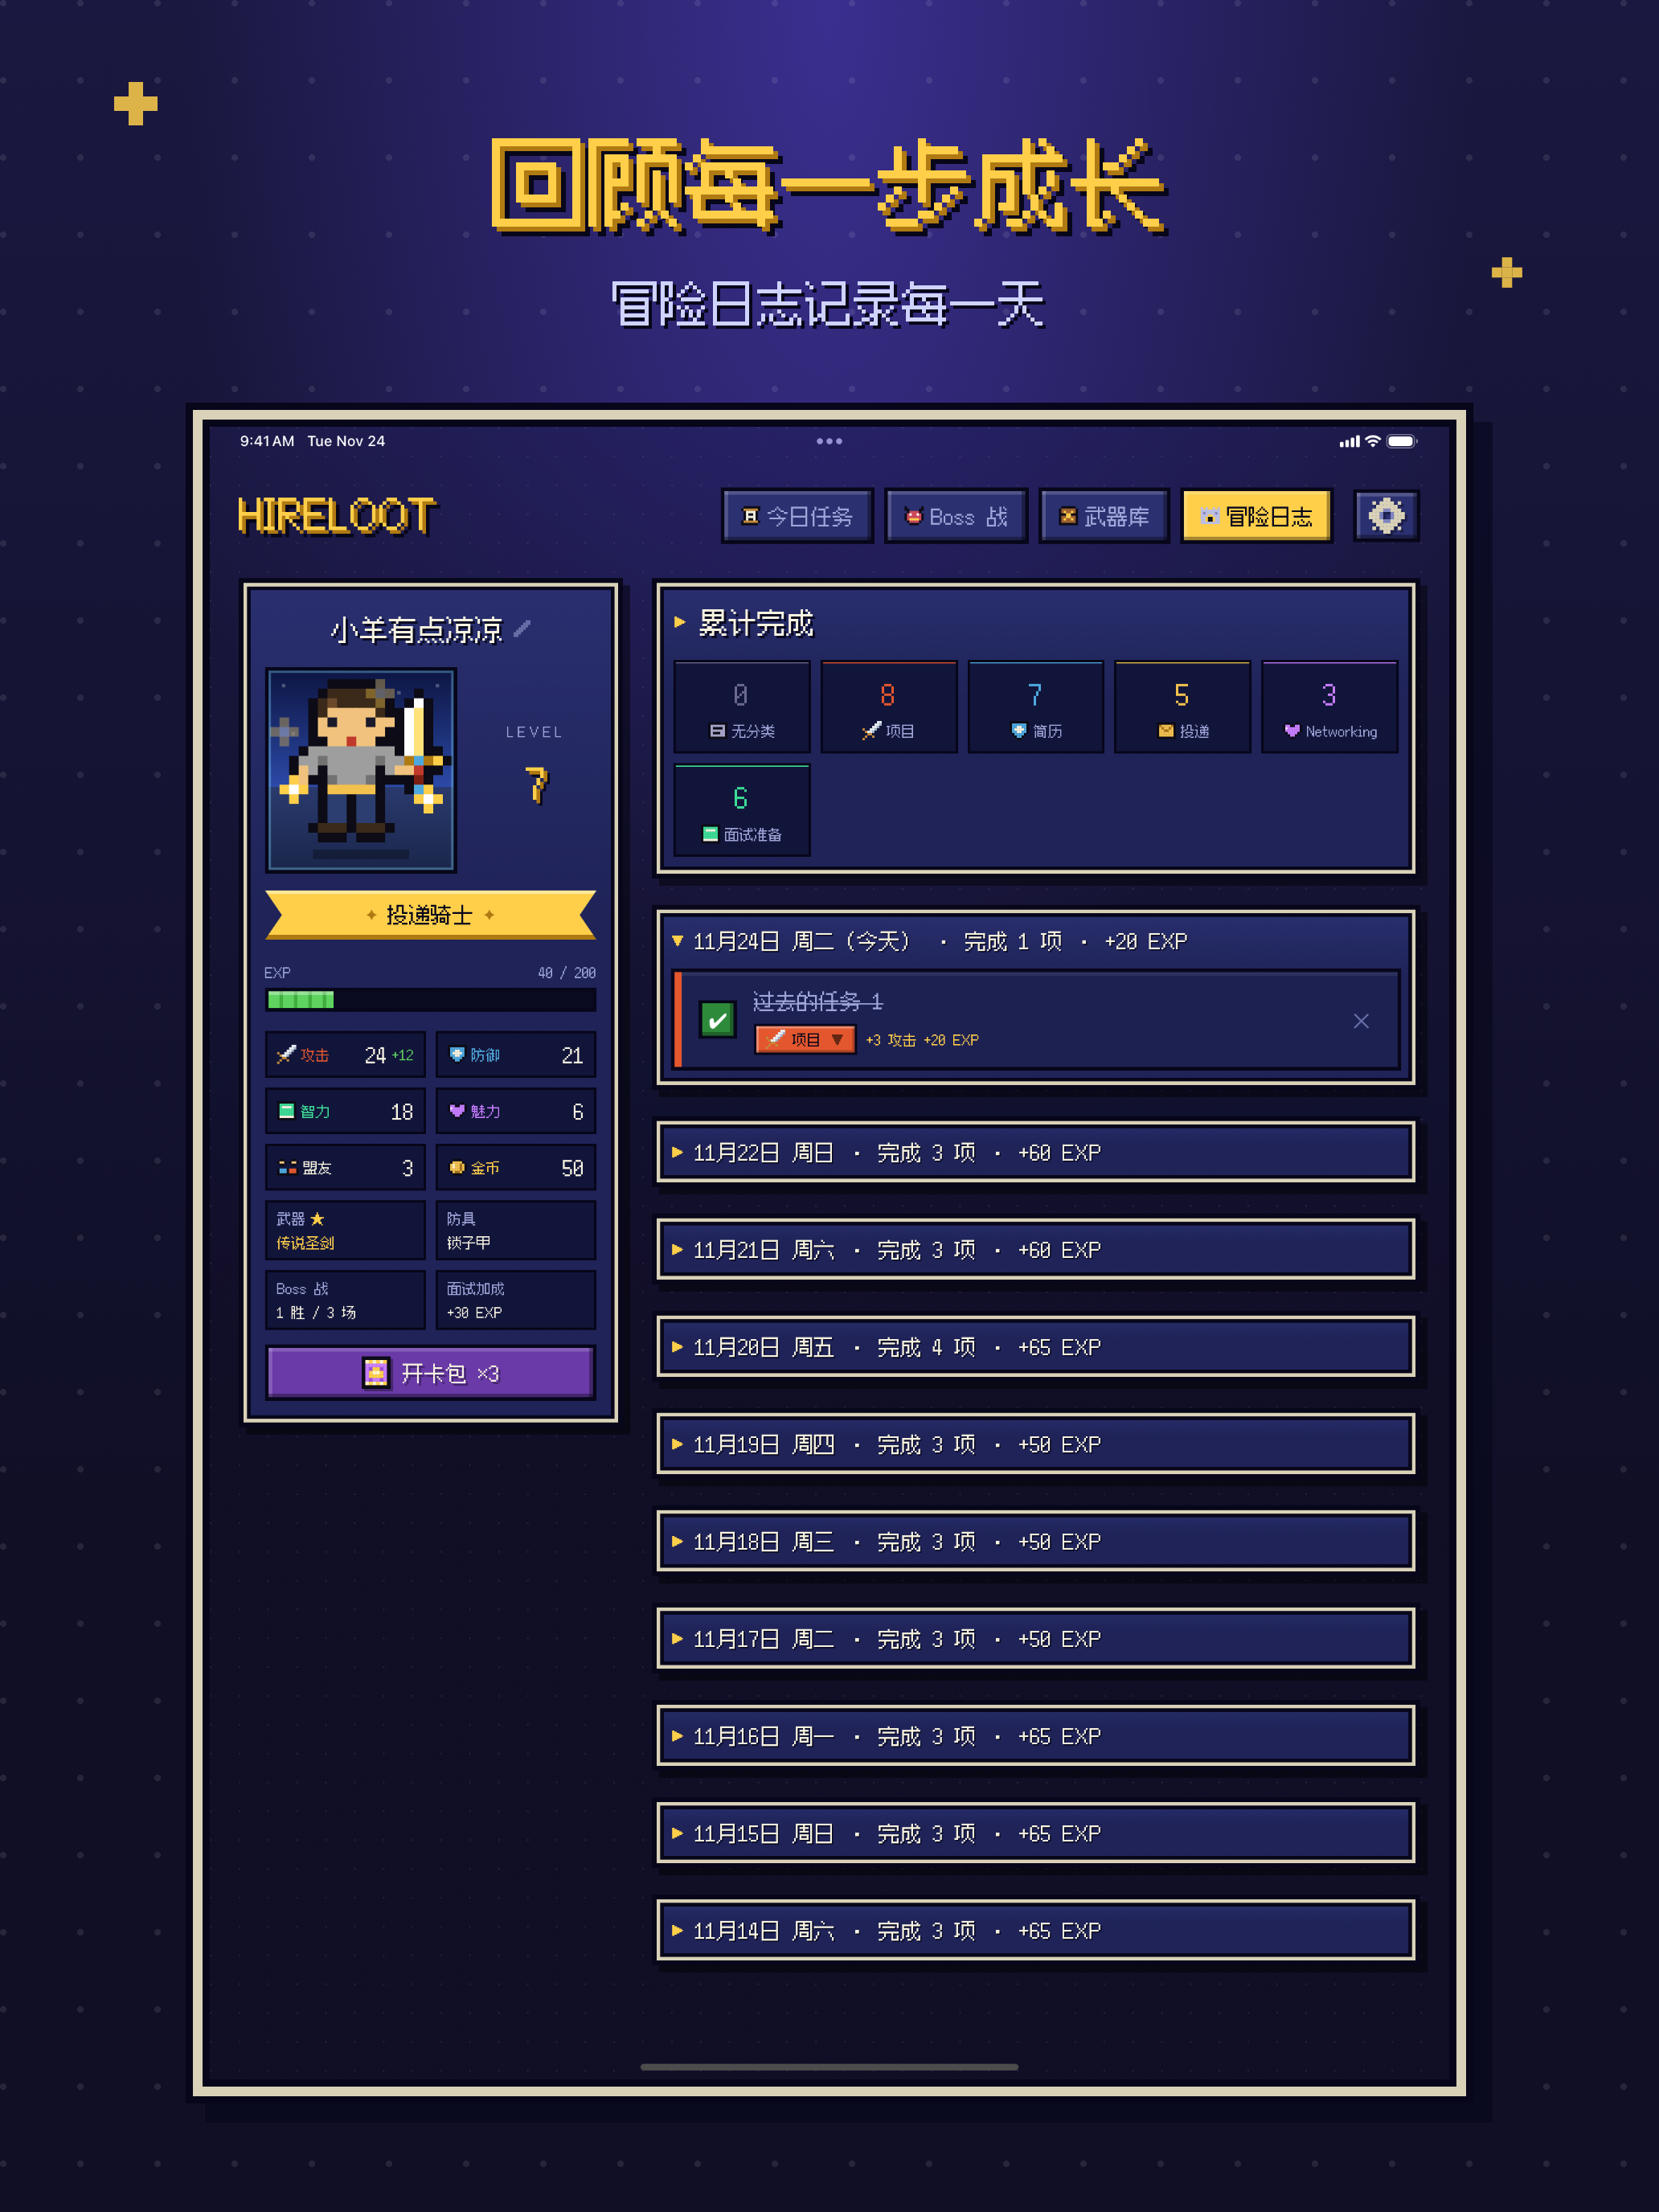 回顾每一步成长
冒险日志记录每一天
9:41 AM Tue Nov 24
HIRELOOT
今日任务
Boss 战
武器库
冒险日志
小羊有点凉凉
LEVEL
7
投递骑士
EXP 40 / 200
攻击 24 +12
防御 21
智力 18
魅力 6
盟友 3
金币 50
武器 ★
传说圣剑
防具
锁子甲
Boss 战
1 胜 / 3 场
面试加成
+30 EXP
开卡包 ×3
累计完成
0
无分类
8
项目
7
简历
5
投递
3
Networking
6
面试准备
11月24日 周二（今天） · 完成 1 项 · +20 EXP
过去的任务 1
项目 ▼ +3 攻击 +20 EXP
11月22日 周日 · 完成 3 项 · +60 EXP
11月21日 周六 · 完成 3 项 · +60 EXP
11月20日 周五 · 完成 4 项 · +65 EXP
11月19日 周四 · 完成 3 项 · +50 EXP
11月18日 周三 · 完成 3 项 · +50 EXP
11月17日 周二 · 完成 3 项 · +50 EXP
11月16日 周一 · 完成 3 项 · +65 EXP
11月15日 周日 · 完成 3 项 · +65 EXP
11月14日 周六 · 完成 3 项 · +65 EXP